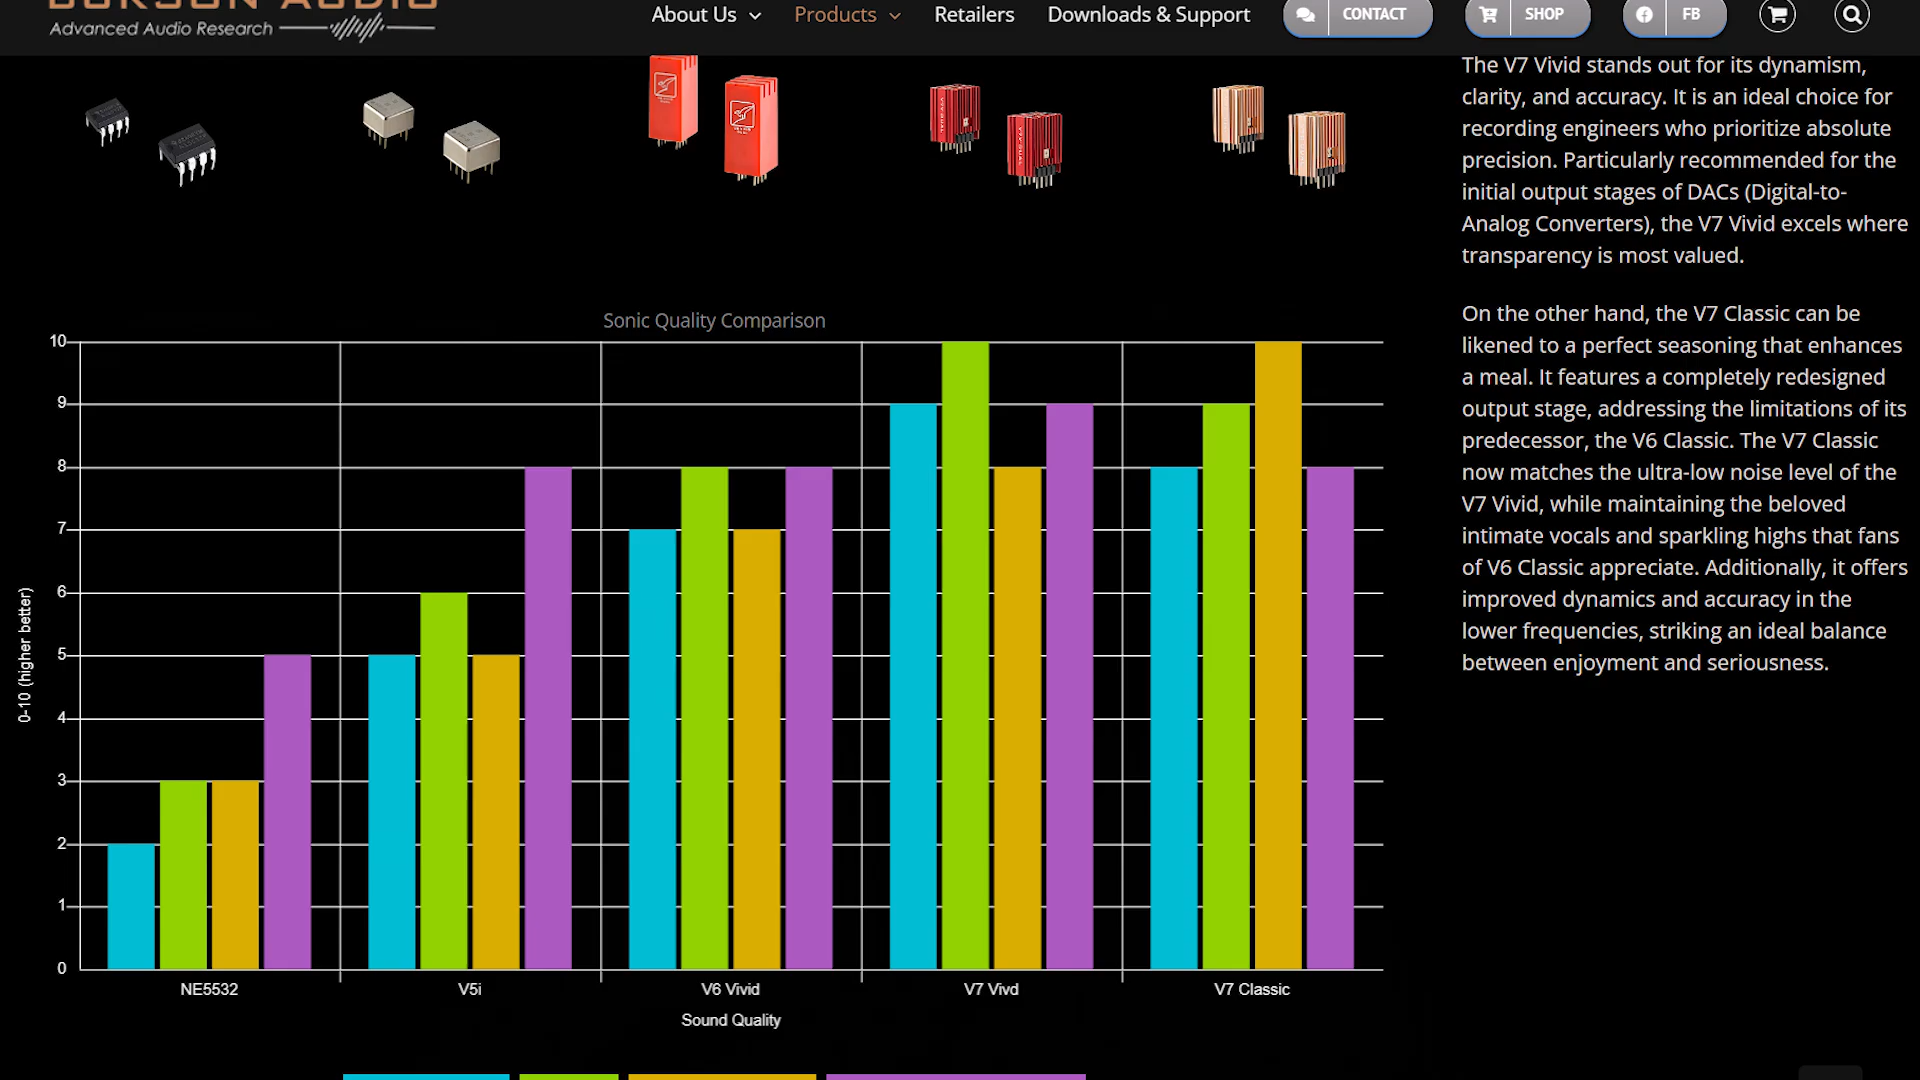 BURSON AUDIO
Advanced Audio Research
About Us
Products
Retailers
Downloads & Support
CONTACT
SHOP
FB
The V7 Vivid stands out for its dynamism,
clarity, and accuracy. It is an ideal choice for
recording engineers who prioritize absolute
precision. Particularly recommended for the
initial output stages of DACs (Digital-to-
Analog Converters), the V7 Vivid excels where
transparency is most valued.
On the other hand, the V7 Classic can be
likened to a perfect seasoning that enhances
a meal. It features a completely redesigned
output stage, addressing the limitations of its
predecessor, the V6 Classic. The V7 Classic
now matches the ultra-low noise level of the
V7 Vivid, while maintaining the beloved
intimate vocals and sparkling highs that fans
of V6 Classic appreciate. Additionally, it offers
improved dynamics and accuracy in the
lower frequencies, striking an ideal balance
between enjoyment and seriousness.
Sonic Quality Comparison
0-10 (higher better)
10
9
8
7
6
5
4
3
2
1
0
NE5532
V5i
V6 Vivid
V7 Vivd
V7 Classic
Sound Quality